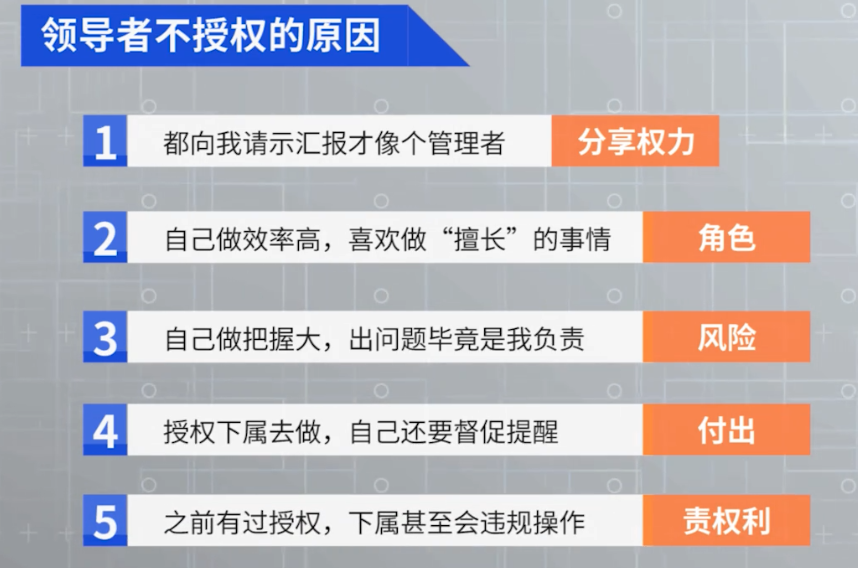 领导者不授权的原因
1 都向我请示汇报才像个管理者 分享权力
2 自己做效率高，喜欢做“擅长”的事情 角色
3 自己做把握大，出问题毕竟是我负责 风险
4 授权下属去做，自己还要督促提醒 付出
5 之前有过授权，下属甚至会违规操作 责权利